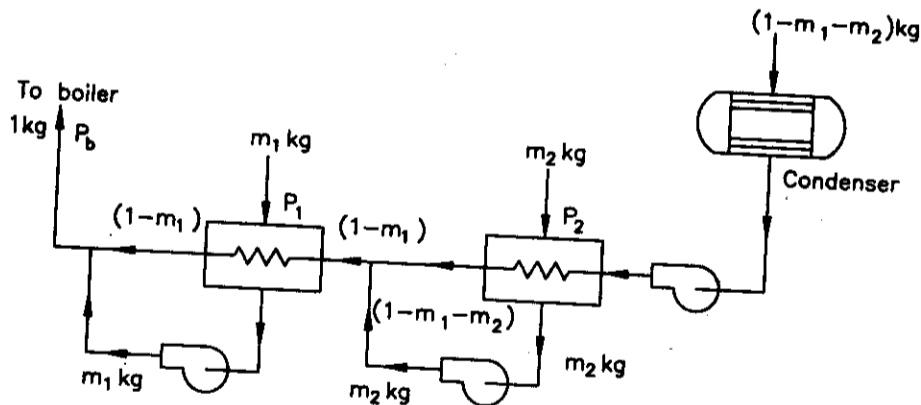 (1-m₁-m₂)kg
To boiler
1kg
P_b
m₁ kg
m₂ kg
Condenser
(1-m₁)
P₁
(1-m₁)
P₂
(1-m₁-m₂)
m₁ kg
m₂ kg
m₂ kg